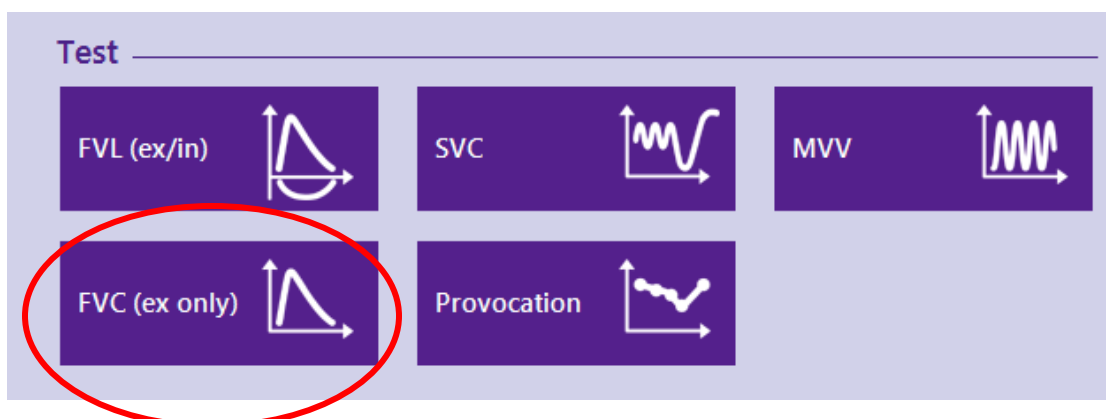 Test
FVL (ex/in)
SVC
MVV
FVC (ex only)
Provocation